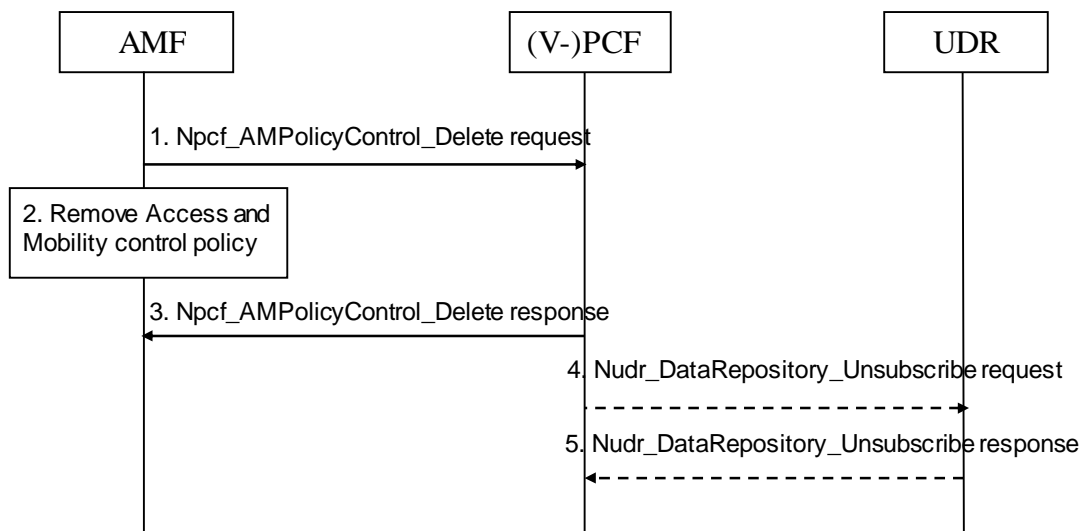 AMF
(V-)PCF
UDR
1. Npcf_AMPolicyControl_Delete request
2. Remove Access and
Mobility control policy
3. Npcf_AMPolicyControl_Delete response
4. Nudr_DataRepository_Unsubscribe request
5. Nudr_DataRepository_Unsubscribe response